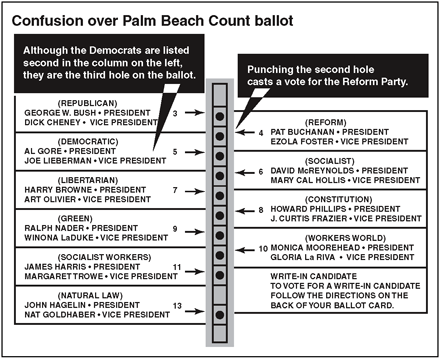 Confusion over Palm Beach Count ballot
Although the Democrats are listed
second in the column on the left,
they are the third hole on the ballot.
Punching the second hole
casts a vote for the Reform Party.
(REPUBLICAN)
GEORGE W. BUSH • PRESIDENT
DICK CHENEY • VICE PRESIDENT
3
(DEMOCRATIC)
AL GORE • PRESIDENT
JOE LIEBERMAN • VICE PRESIDENT
5
(LIBERTARIAN)
HARRY BROWNE • PRESIDENT
ART OLIVIER • VICE PRESIDENT
7
(GREEN)
RALPH NADER • PRESIDENT
WINONA LaDUKE • VICE PRESIDENT
9
(SOCIALIST WORKERS)
JAMES HARRIS • PRESIDENT
MARGARET TROWE • VICE PRESIDENT
11
(NATURAL LAW)
JOHN HAGELIN • PRESIDENT
NAT GOLDHABER • VICE PRESIDENT
13
(REFORM)
4 PAT BUCHANAN • PRESIDENT
EZOLA FOSTER • VICE PRESIDENT
(SOCIALIST)
6 DAVID McREYNOLDS • PRESIDENT
MARY CAL HOLLIS • VICE PRESIDENT
(CONSTITUTION)
8 HOWARD PHILLIPS • PRESIDENT
J. CURTIS FRAZIER • VICE PRESIDENT
(WORKERS WORLD)
10 MONICA MOOREHEAD • PRESIDENT
GLORIA La RIVA • VICE PRESIDENT
WRITE-IN CANDIDATE
TO VOTE FOR A WRITE-IN CANDIDATE
FOLLOW THE DIRECTIONS ON THE
BACK OF YOUR BALLOT CARD.